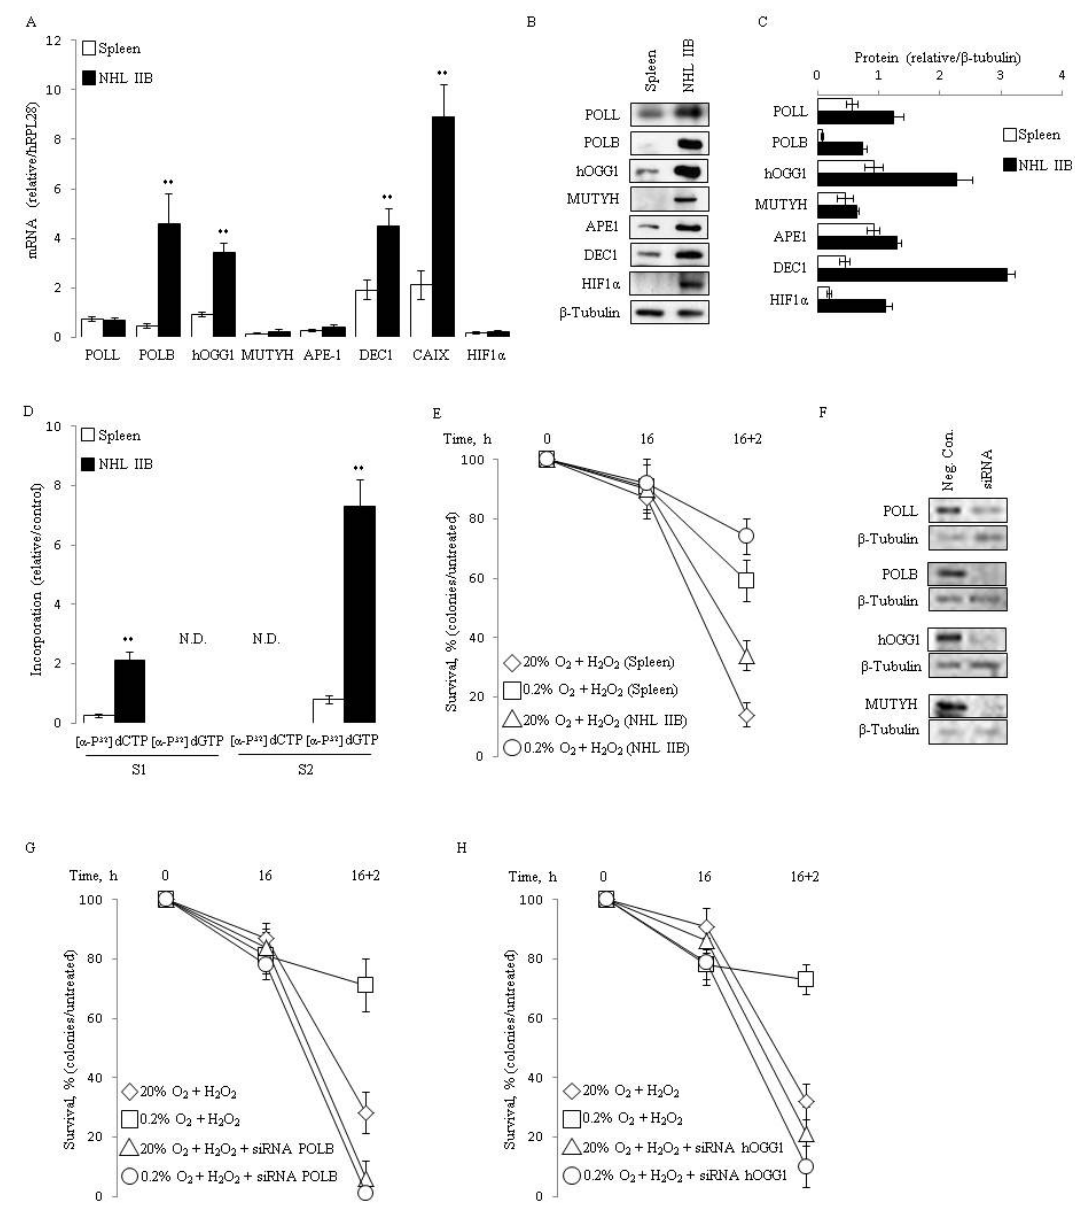 A
12
10
8
6
4
2
0
mRNA (relative/hRPL28)
Spleen
NHL IIB
••
••
••
••
POLL POLB hOGG1 MUTYH APE-1 DEC1 CAIX HIF1α
B
Spleen
NHL IIB
POLL
POLB
hOGG1
MUTYH
APE1
DEC1
HIF1α
β-Tubulin
C
Protein (relative/β-tubulin)
0 1 2 3 4
POLL
POLB
hOGG1
MUTYH
APE1
DEC1
HIF1α
Spleen
NHL IIB
D
10
8
6
4
2
0
Incorporation (relative/control)
Spleen
NHL IIB
••
N.D.
N.D.
••
[α-P³²] dCTP [α-P³²] dGTP [α-P³²] dCTP [α-P³²] dGTP
S1 S2
E
Time, h 0 16 16+2
100
80
60
40
20
0
Survival, % (colonies/untreated)
20% O₂ + H₂O₂ (Spleen)
0.2% O₂ + H₂O₂ (Spleen)
20% O₂ + H₂O₂ (NHL IIB)
0.2% O₂ + H₂O₂ (NHL IIB)
F
Neg. Con.
siRNA
POLL
β-Tubulin
POLB
β-Tubulin
hOGG1
β-Tubulin
MUTYH
β-Tubulin
G
Time, h 0 16 16+2
100
80
60
40
20
0
Survival, % (colonies/untreated)
20% O₂ + H₂O₂
0.2% O₂ + H₂O₂
20% O₂ + H₂O₂ + siRNA POLB
0.2% O₂ + H₂O₂ + siRNA POLB
H
Time, h 0 16 16+2
100
80
60
40
20
0
Survival, % (colonies/untreated)
20% O₂ + H₂O₂
0.2% O₂ + H₂O₂
20% O₂ + H₂O₂ + siRNA hOGG1
0.2% O₂ + H₂O₂ + siRNA hOGG1